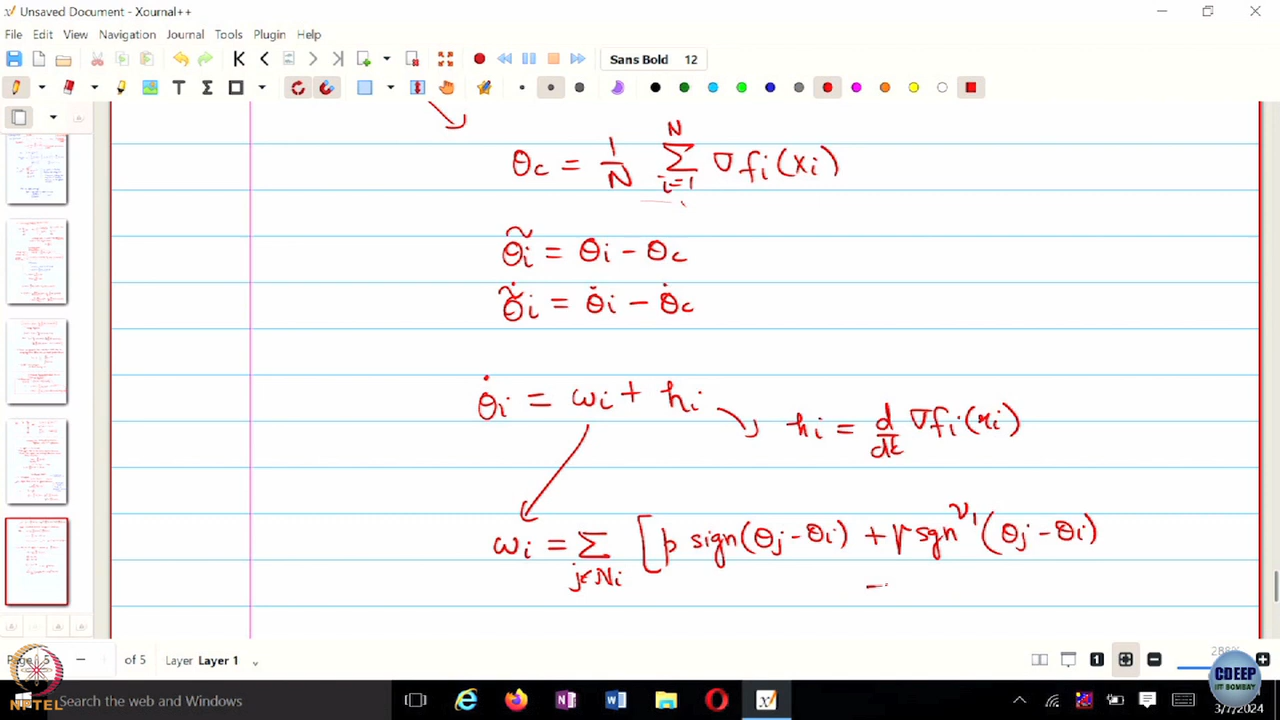 Unsaved Document - Xournal++
File Edit View Navigation Journal Tools Plugin Help
Sans Bold 12
θc = 1/N Σ_{i=1}^{N} ∇fi(xi)
θ̃i = θi − θc
θ̃̇i = θ̇i − θ̇c
θ̇i = ωi + hi
hi = d/dt ∇fi(xi)
ωi = Σ_{j∈Ni} [p sign(θj − θi) + r sgn^{ν1}(θj − θi)
Page 5 of 5 Layer Layer 1
288%
NPTEL
Search the web and Windows
CDEEP
IIT BOMBAY
3/7/2024